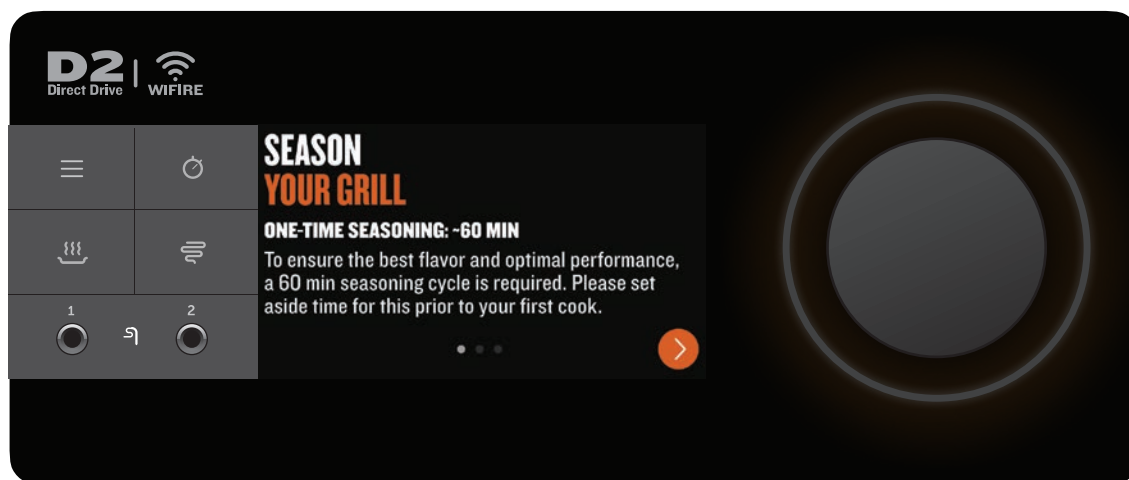 D2
Direct Drive
WIFIRE
SEASON
YOUR GRILL
ONE-TIME SEASONING: ~60 MIN
To ensure the best flavor and optimal performance,
a 60 min seasoning cycle is required. Please set
aside time for this prior to your first cook.
1
2